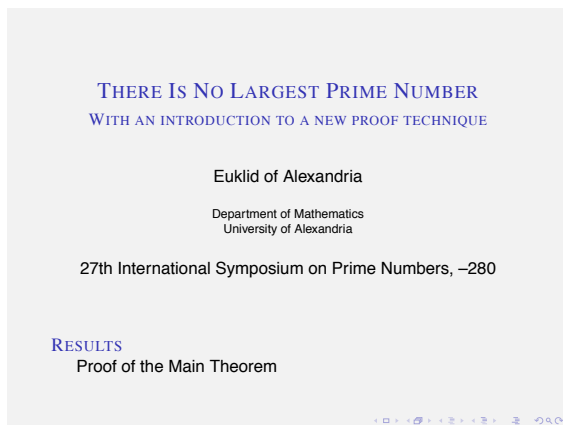 THERE IS NO LARGEST PRIME NUMBER
WITH AN INTRODUCTION TO A NEW PROOF TECHNIQUE
Euklid of Alexandria
Department of Mathematics
University of Alexandria
27th International Symposium on Prime Numbers, –280
RESULTS
Proof of the Main Theorem